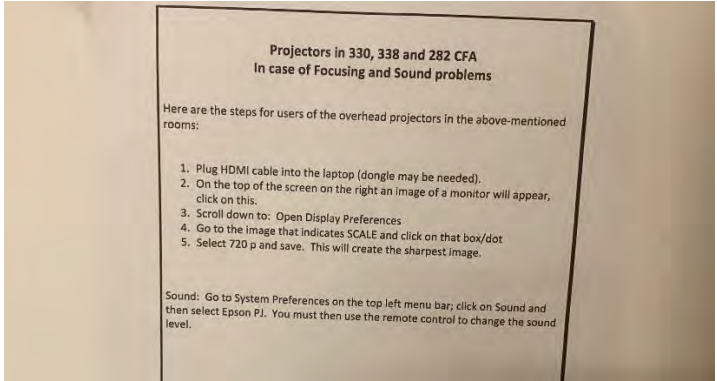 Projectors in 330, 338 and 282 CFA
In case of Focusing and Sound problems
Here are the steps for users of the overhead projectors in the above-mentioned
rooms:
1. Plug HDMI cable into the laptop (dongle may be needed).
2. On the top of the screen on the right an image of a monitor will appear,
click on this.
3. Scroll down to: Open Display Preferences
4. Go to the image that indicates SCALE and click on that box/dot
5. Select 720 p and save. This will create the sharpest image.
Sound: Go to System Preferences on the top left menu bar; click on Sound and
then select Epson PJ. You must then use the remote control to change the sound
level.